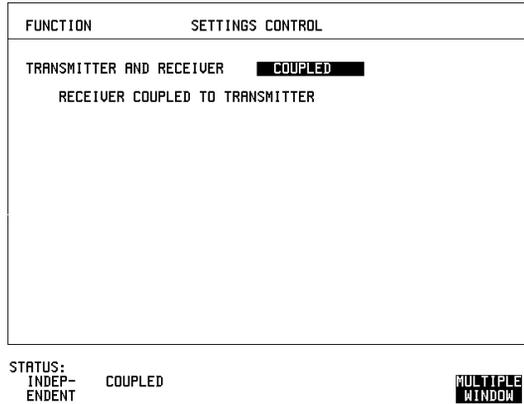 FUNCTION SETTINGS CONTROL
TRANSMITTER AND RECEIVER COUPLED
RECEIVER COUPLED TO TRANSMITTER
STATUS:
INDEP- COUPLED MULTIPLE
ENDENT WINDOW